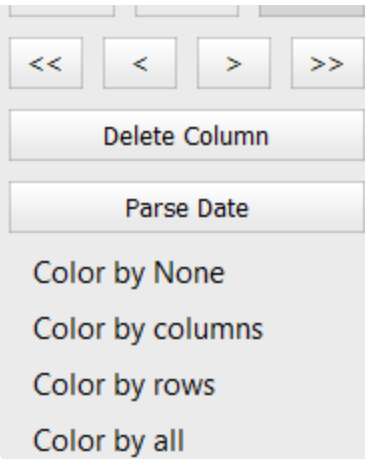 << < > >>
Delete Column
Parse Date
Color by None
Color by columns
Color by rows
Color by all